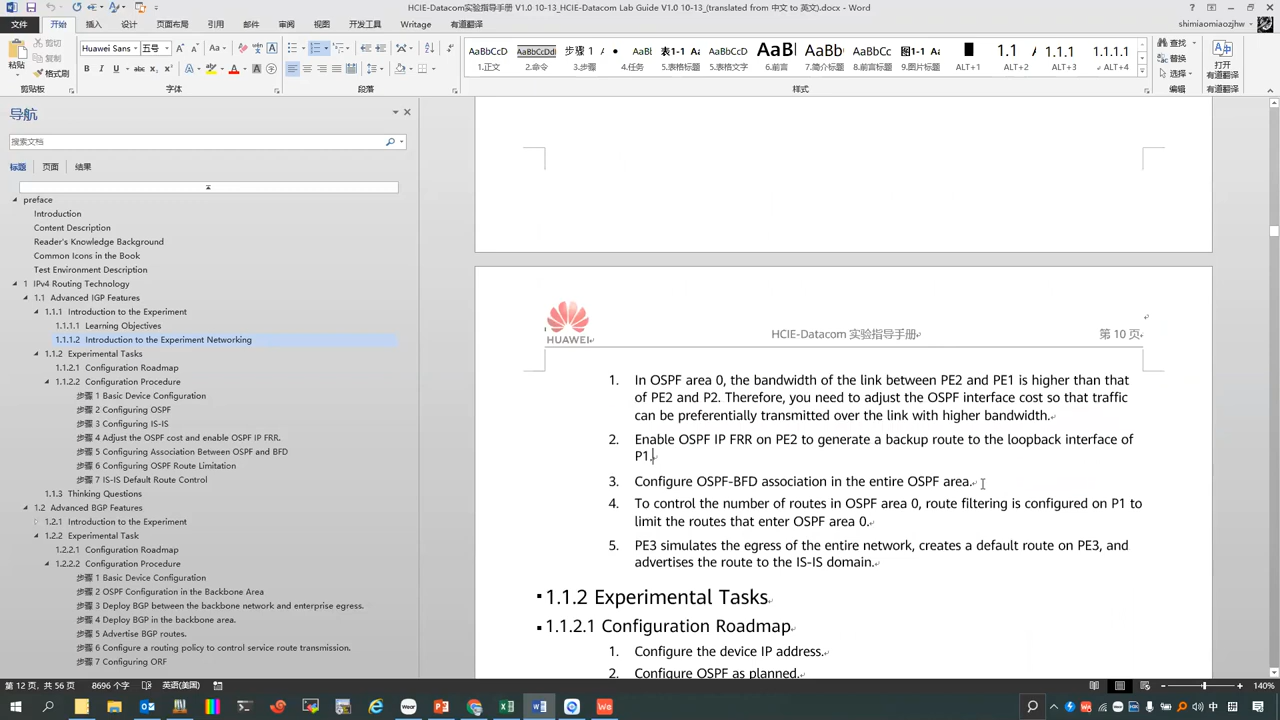 HCIE-Datacom实验指导手册 V1.0 10-13_HCIE-Datacom Lab Guide V1.0 10-13_(translated from 中文 to 英文).docx - Word
文件 开始 插入 设计 页面布局 引用 邮件 审阅 视图 开发工具 Writage 百度网盘 有道翻译
shimiaomiaozjhw
粘贴 剪切 复制 格式刷
Huawei Sans 五号
AaBbCcD AaBbCcDdI 步骤 1 AaBl 表1-1 AaBbCcD AaBbCc 图1-1 1.1 1.1.1 1.1.1.1
1.正文 2.命令 3.步骤 4.任务 5.表格标题 5.表格文字 6.前言 7.简介标题 8.前言标题 9.图片标题 ALT+1 ALT+2 ALT+3 ALT+4
查找 替换 选择
打开
有道翻译
剪贴板 字体 段落 样式 编辑 有道翻译
导航
搜索文档
标题 页面 结果
preface
Introduction
Content Description
Reader's Knowledge Background
Common Icons in the Book
Test Environment Description
1 IPv4 Routing Technology
1.1 Advanced IGP Features
1.1.1 Introduction to the Experiment
1.1.1.1 Learning Objectives
1.1.1.2 Introduction to the Experiment Networking
1.1.2 Experimental Tasks
1.1.2.1 Configuration Roadmap
1.1.2.2 Configuration Procedure
步骤 1 Basic Device Configuration
步骤 2 Configuring OSPF
步骤 3 Configuring IS-IS
步骤 4 Adjust the OSPF cost and enable OSPF IP FRR.
步骤 5 Configuring Association Between OSPF and BFD
步骤 6 Configuring OSPF Route Limitation
步骤 7 IS-IS Default Route Control
1.1.3 Thinking Questions
1.2 Advanced BGP Features
1.2.1 Introduction to the Experiment
1.2.2 Experimental Task
1.2.2.1 Configuration Roadmap
1.2.2.2 Configuration Procedure
步骤 1 Basic Device Configuration
步骤 2 OSPF Configuration in the Backbone Area
步骤 3 Deploy BGP between the backbone network and enterprise egress.
步骤 4 Deploy BGP in the backbone area.
步骤 5 Advertise BGP routes.
步骤 6 Configure a routing policy to control service route transmission.
步骤 7 Configuring ORF
HUAWEI
HCIE-Datacom 实验指导手册
第 10 页
1. In OSPF area 0, the bandwidth of the link between PE2 and PE1 is higher than that
of PE2 and P2. Therefore, you need to adjust the OSPF interface cost so that traffic
can be preferentially transmitted over the link with higher bandwidth.
2. Enable OSPF IP FRR on PE2 to generate a backup route to the loopback interface of
P1.
3. Configure OSPF-BFD association in the entire OSPF area.
4. To control the number of routes in OSPF area 0, route filtering is configured on P1 to
limit the routes that enter OSPF area 0.
5. PE3 simulates the egress of the entire network, creates a default route on PE3, and
advertises the route to the IS-IS domain.
1.1.2 Experimental Tasks
1.1.2.1 Configuration Roadmap
1. Configure the device IP address.
2. Configure OSPF as planned.
第 12 页，共 56 页 8696 个字 英语(美国)
140%